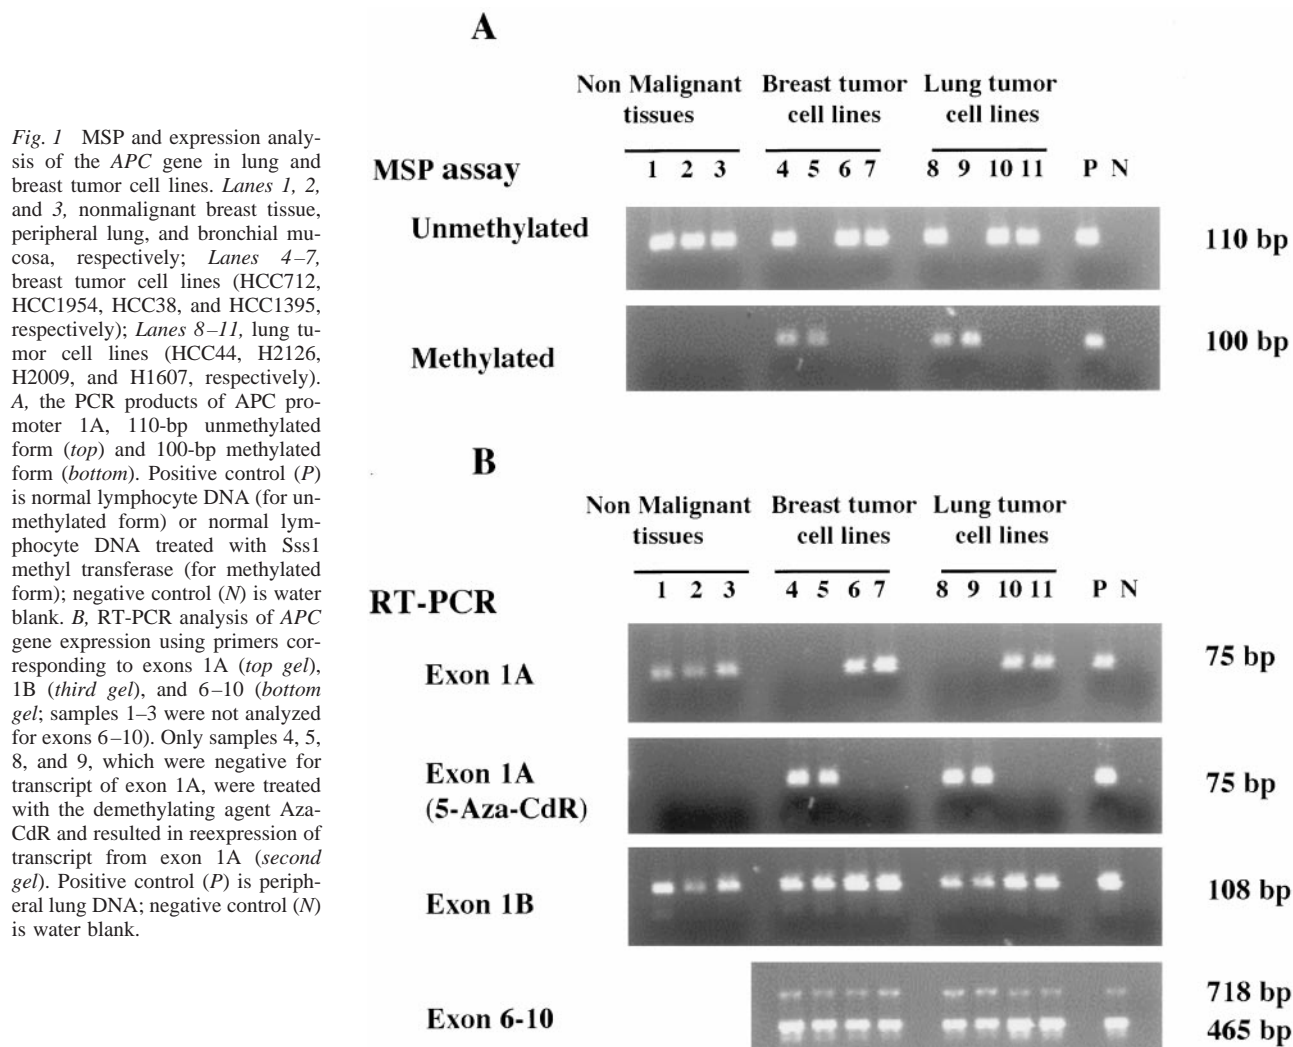 Fig. 1 MSP and expression analy-
sis of the APC gene in lung and
breast tumor cell lines. Lanes 1, 2,
and 3, nonmalignant breast tissue,
peripheral lung, and bronchial mu-
cosa, respectively; Lanes 4–7,
breast tumor cell lines (HCC712,
HCC1954, HCC38, and HCC1395,
respectively); Lanes 8–11, lung tu-
mor cell lines (HCC44, H2126,
H2009, and H1607, respectively).
A, the PCR products of APC pro-
moter 1A, 110-bp unmethylated
form (top) and 100-bp methylated
form (bottom). Positive control (P)
is normal lymphocyte DNA (for un-
methylated form) or normal lym-
phocyte DNA treated with Sss1
methyl transferase (for methylated
form); negative control (N) is water
blank. B, RT-PCR analysis of APC
gene expression using primers cor-
responding to exons 1A (top gel),
1B (third gel), and 6–10 (bottom
gel; samples 1–3 were not analyzed
for exons 6–10). Only samples 4, 5,
8, and 9, which were negative for
transcript of exon 1A, were treated
with the demethylating agent Aza-
CdR and resulted in reexpression of
transcript from exon 1A (second
gel). Positive control (P) is periph-
eral lung DNA; negative control (N)
is water blank.
A
Non Malignant Breast tumor Lung tumor
tissues cell lines cell lines
MSP assay 1 2 3 4 5 6 7 8 9 10 11 P N
Unmethylated 110 bp
Methylated 100 bp
B
Non Malignant Breast tumor Lung tumor
tissues cell lines cell lines
RT-PCR 1 2 3 4 5 6 7 8 9 10 11 P N
Exon 1A 75 bp
Exon 1A 75 bp
(5-Aza-CdR)
Exon 1B 108 bp
718 bp
Exon 6-10 465 bp